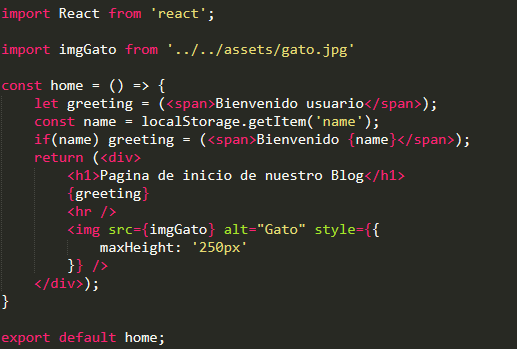 import React from 'react';
import imgGato from '../../assets/gato.jpg'
const home = () => {
let greeting = (<span>Bienvenido usuario</span>);
const name = localStorage.getItem('name');
if(name) greeting = (<span>Bienvenido {name}</span>);
return (<div>
<h1>Pagina de inicio de nuestro Blog</h1>
{greeting}
<hr />
<img src={imgGato} alt="Gato" style={{
maxHeight: '250px'
}} />
</div>);
}
export default home;